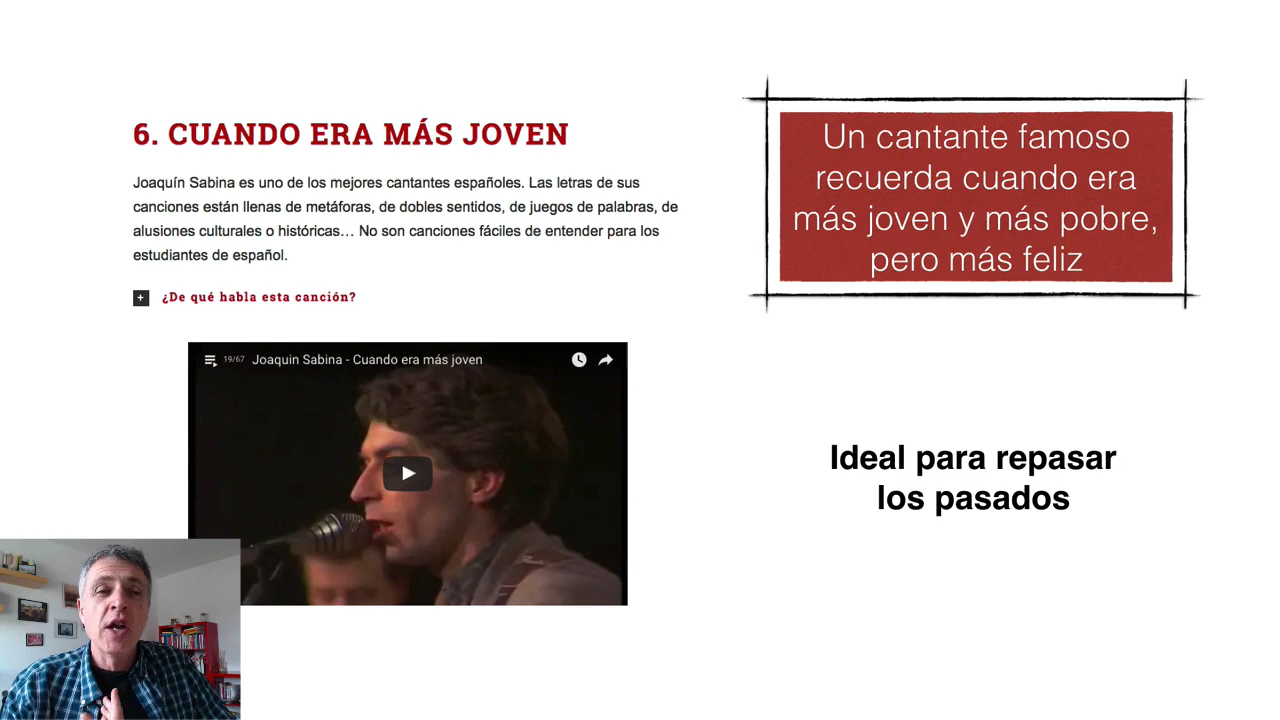 6. CUANDO ERA MÁS JOVEN
Joaquín Sabina es uno de los mejores cantantes españoles. Las letras de sus
canciones están llenas de metáforas, de dobles sentidos, de juegos de palabras, de
alusiones culturales o históricas… No son canciones fáciles de entender para los
estudiantes de español.
+ ¿De qué habla esta canción?
19/67 Joaquin Sabina - Cuando era más joven
Un cantante famoso
recuerda cuando era
más joven y más pobre,
pero más feliz
Ideal para repasar
los pasados